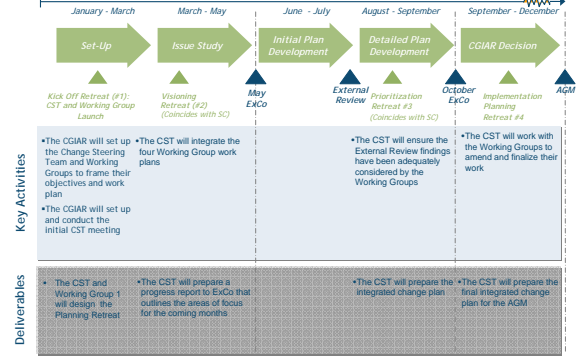 January - March
March - May
June - July
August - September
September - December
Set-Up
Issue Study
Initial Plan
Development
Detailed Plan
Development
CGIAR Decision
Kick Off Retreat (#1):
CST and Working Group
Launch
Visioning
Retreat (#2)
(Coincides with SC)
May
ExCo
External
Review
Prioritization
Retreat #3
(Coincides with SC)
October
ExCo
Implementation
Planning
Retreat #4
AGM
Key Activities
•The CGIAR will set up
the Change Steering
Team and Working
Groups to frame their
objectives and work
plan
•The CGIAR will set up
and conduct the
initial CST meeting
•The CST will integrate the
four Working Group work
plans
•The CST will ensure the
External Review findings
have been adequately
considered by the
Working Groups
•The CST will work with
the Working Groups to
amend and finalize their
work
Deliverables
• The CST and
Working Group 1
will design the
Planning Retreat
•The CST will prepare a
progress report to ExCo that
outlines the areas of focus
for the coming months
•The CST will prepare the
integrated change plan
•The CST will prepare the
final integrated change
plan for the AGM